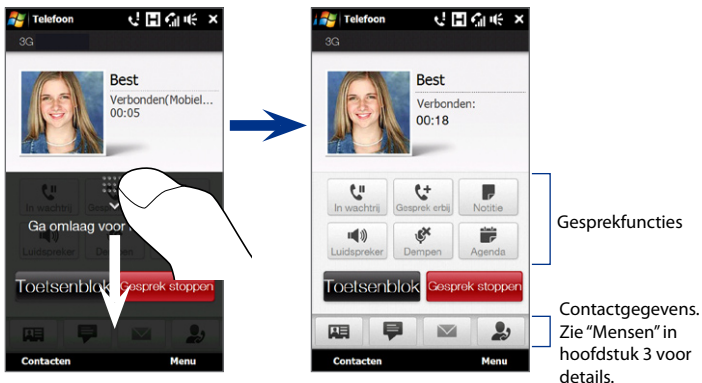 Telefoon
3G
Best
Verbonden(Mobiel...
00:05
In wachtrij
Ga omlaag voor
Luidspreker Dempen Agenda
Toetsenblok Gesprek stoppen
Contacten Menu
Telefoon
3G
Best
Verbonden:
00:18
In wachtrij Gesprek erbij Notitie
Luidspreker Dempen Agenda
Toetsenblok Gesprek stoppen
Contacten Menu
Gesprekfuncties
Contactgegevens.
Zie “Mensen” in
hoofdstuk 3 voor
details.